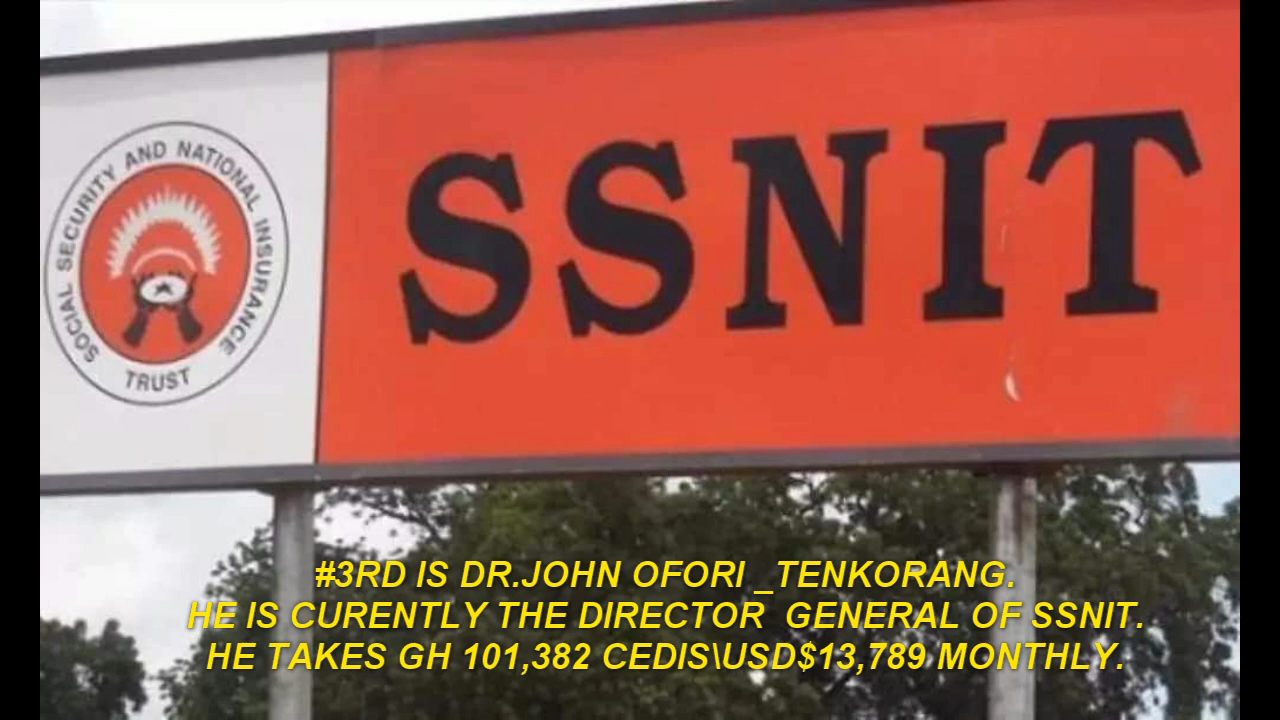 SOCIAL SECURITY AND NATIONAL INSURANCE
TRUST
SSNIT
#3RD IS DR.JOHN OFORI _TENKORANG.
HE IS CURENTLY THE DIRECTOR  GENERAL OF SSNIT.
HE TAKES GH 101,382 CEDIS\USD$13,789 MONTHLY.